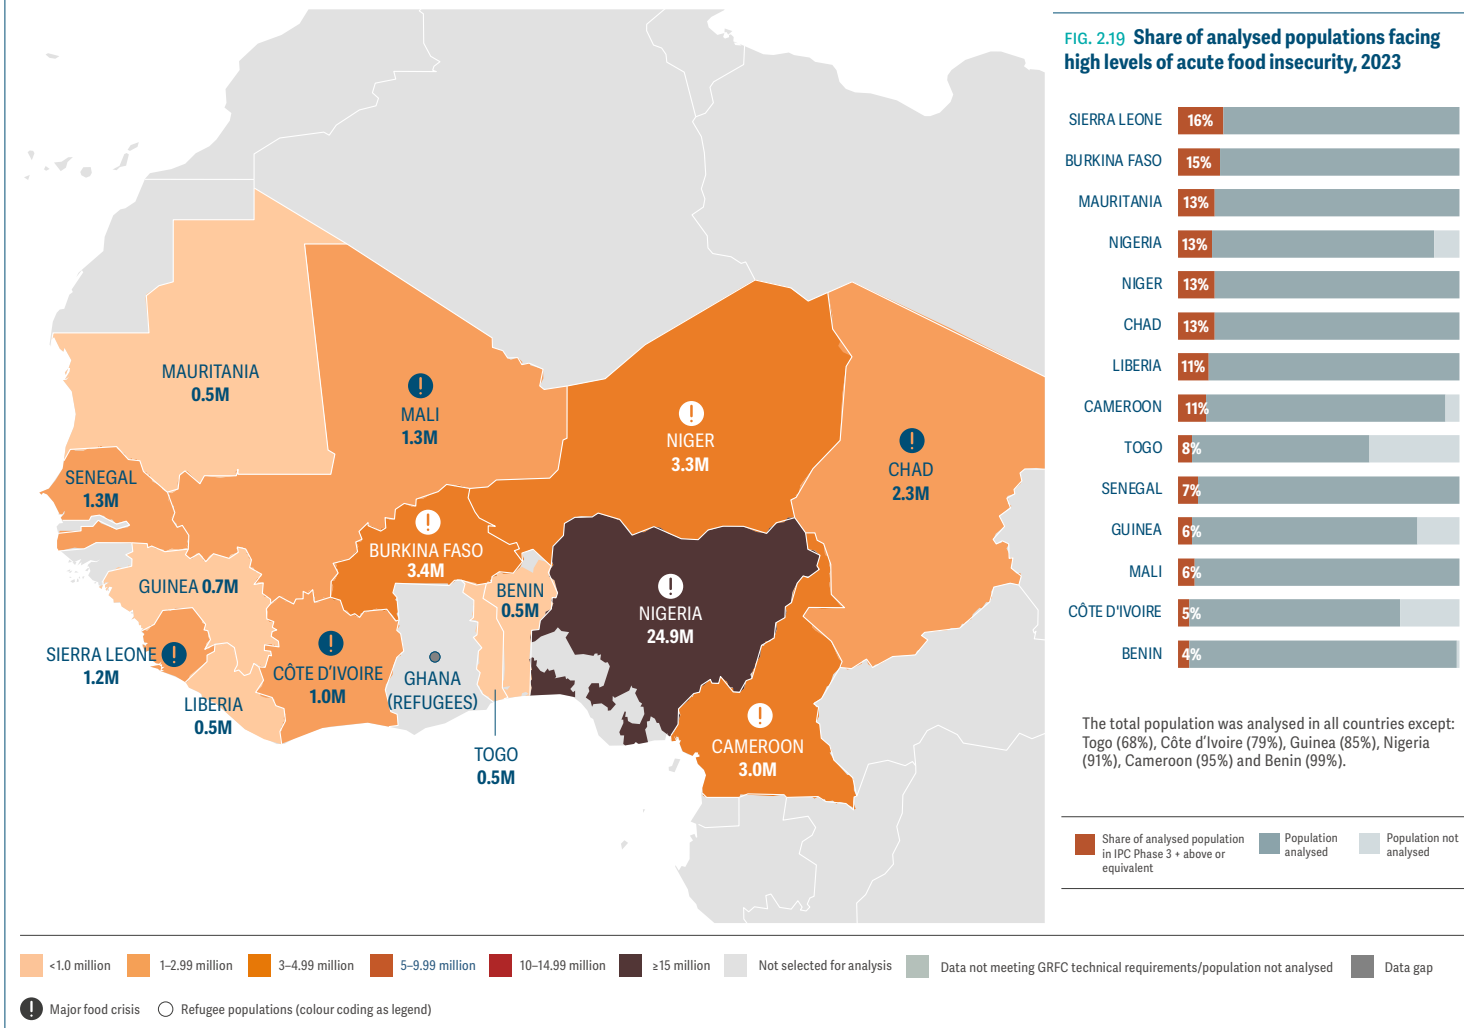 MAURITANIA
0.5M
MALI
1.3M
NIGER
3.3M
CHAD
2.3M
SENEGAL
1.3M
BURKINA FASO
3.4M
GUINEA 0.7M
BENIN
0.5M
NIGERIA
24.9M
SIERRA LEONE
1.2M
CÔTE D'IVOIRE
1.0M
GHANA
(REFUGEES)
LIBERIA
0.5M
TOGO
0.5M
CAMEROON
3.0M
FIG. 2.19 Share of analysed populations facing
high levels of acute food insecurity, 2023
SIERRA LEONE 16%
BURKINA FASO 15%
MAURITANIA 13%
NIGERIA 13%
NIGER 13%
CHAD 13%
LIBERIA 11%
CAMEROON 11%
TOGO 8%
SENEGAL 7%
GUINEA 6%
MALI 6%
CÔTE D'IVOIRE 5%
BENIN 4%
The total population was analysed in all countries except:
Togo (68%), Côte d'Ivoire (79%), Guinea (85%), Nigeria
(91%), Cameroon (95%) and Benin (99%).
Share of analysed population
in IPC Phase 3 + above or
equivalent
Population
analysed
Population not
analysed
<1.0 million
1–2.99 million
3–4.99 million
5–9.99 million
10–14.99 million
≥15 million
Not selected for analysis
Data not meeting GRFC technical requirements/population not analysed
Data gap
! Major food crisis
Refugee populations (colour coding as legend)